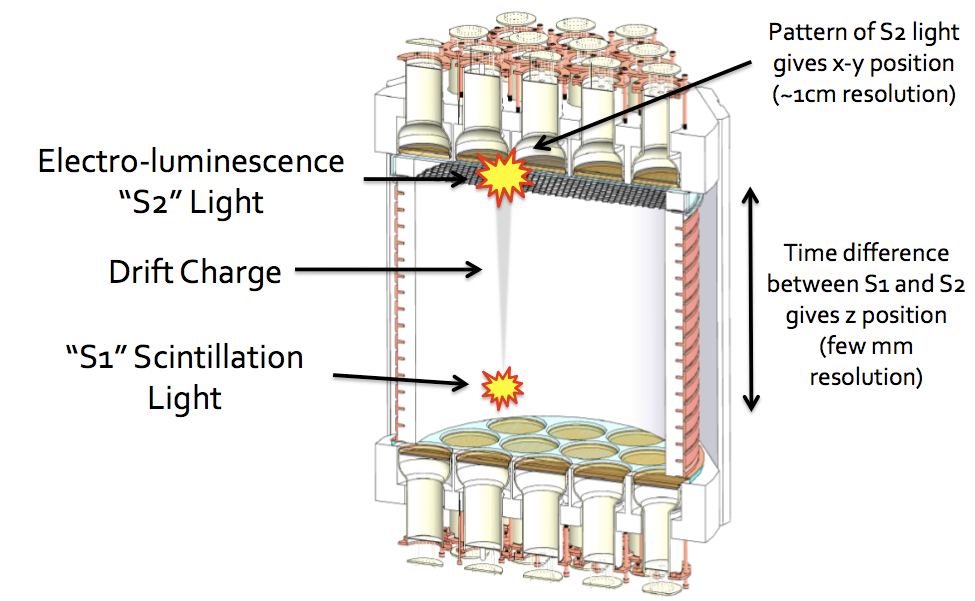 Pattern of S2 light
gives x-y position
(~1cm resolution)
Electro-luminescence
“S2” Light
Drift Charge
“S1” Scintillation
Light
Time difference
between S1 and S2
gives z position
(few mm
resolution)